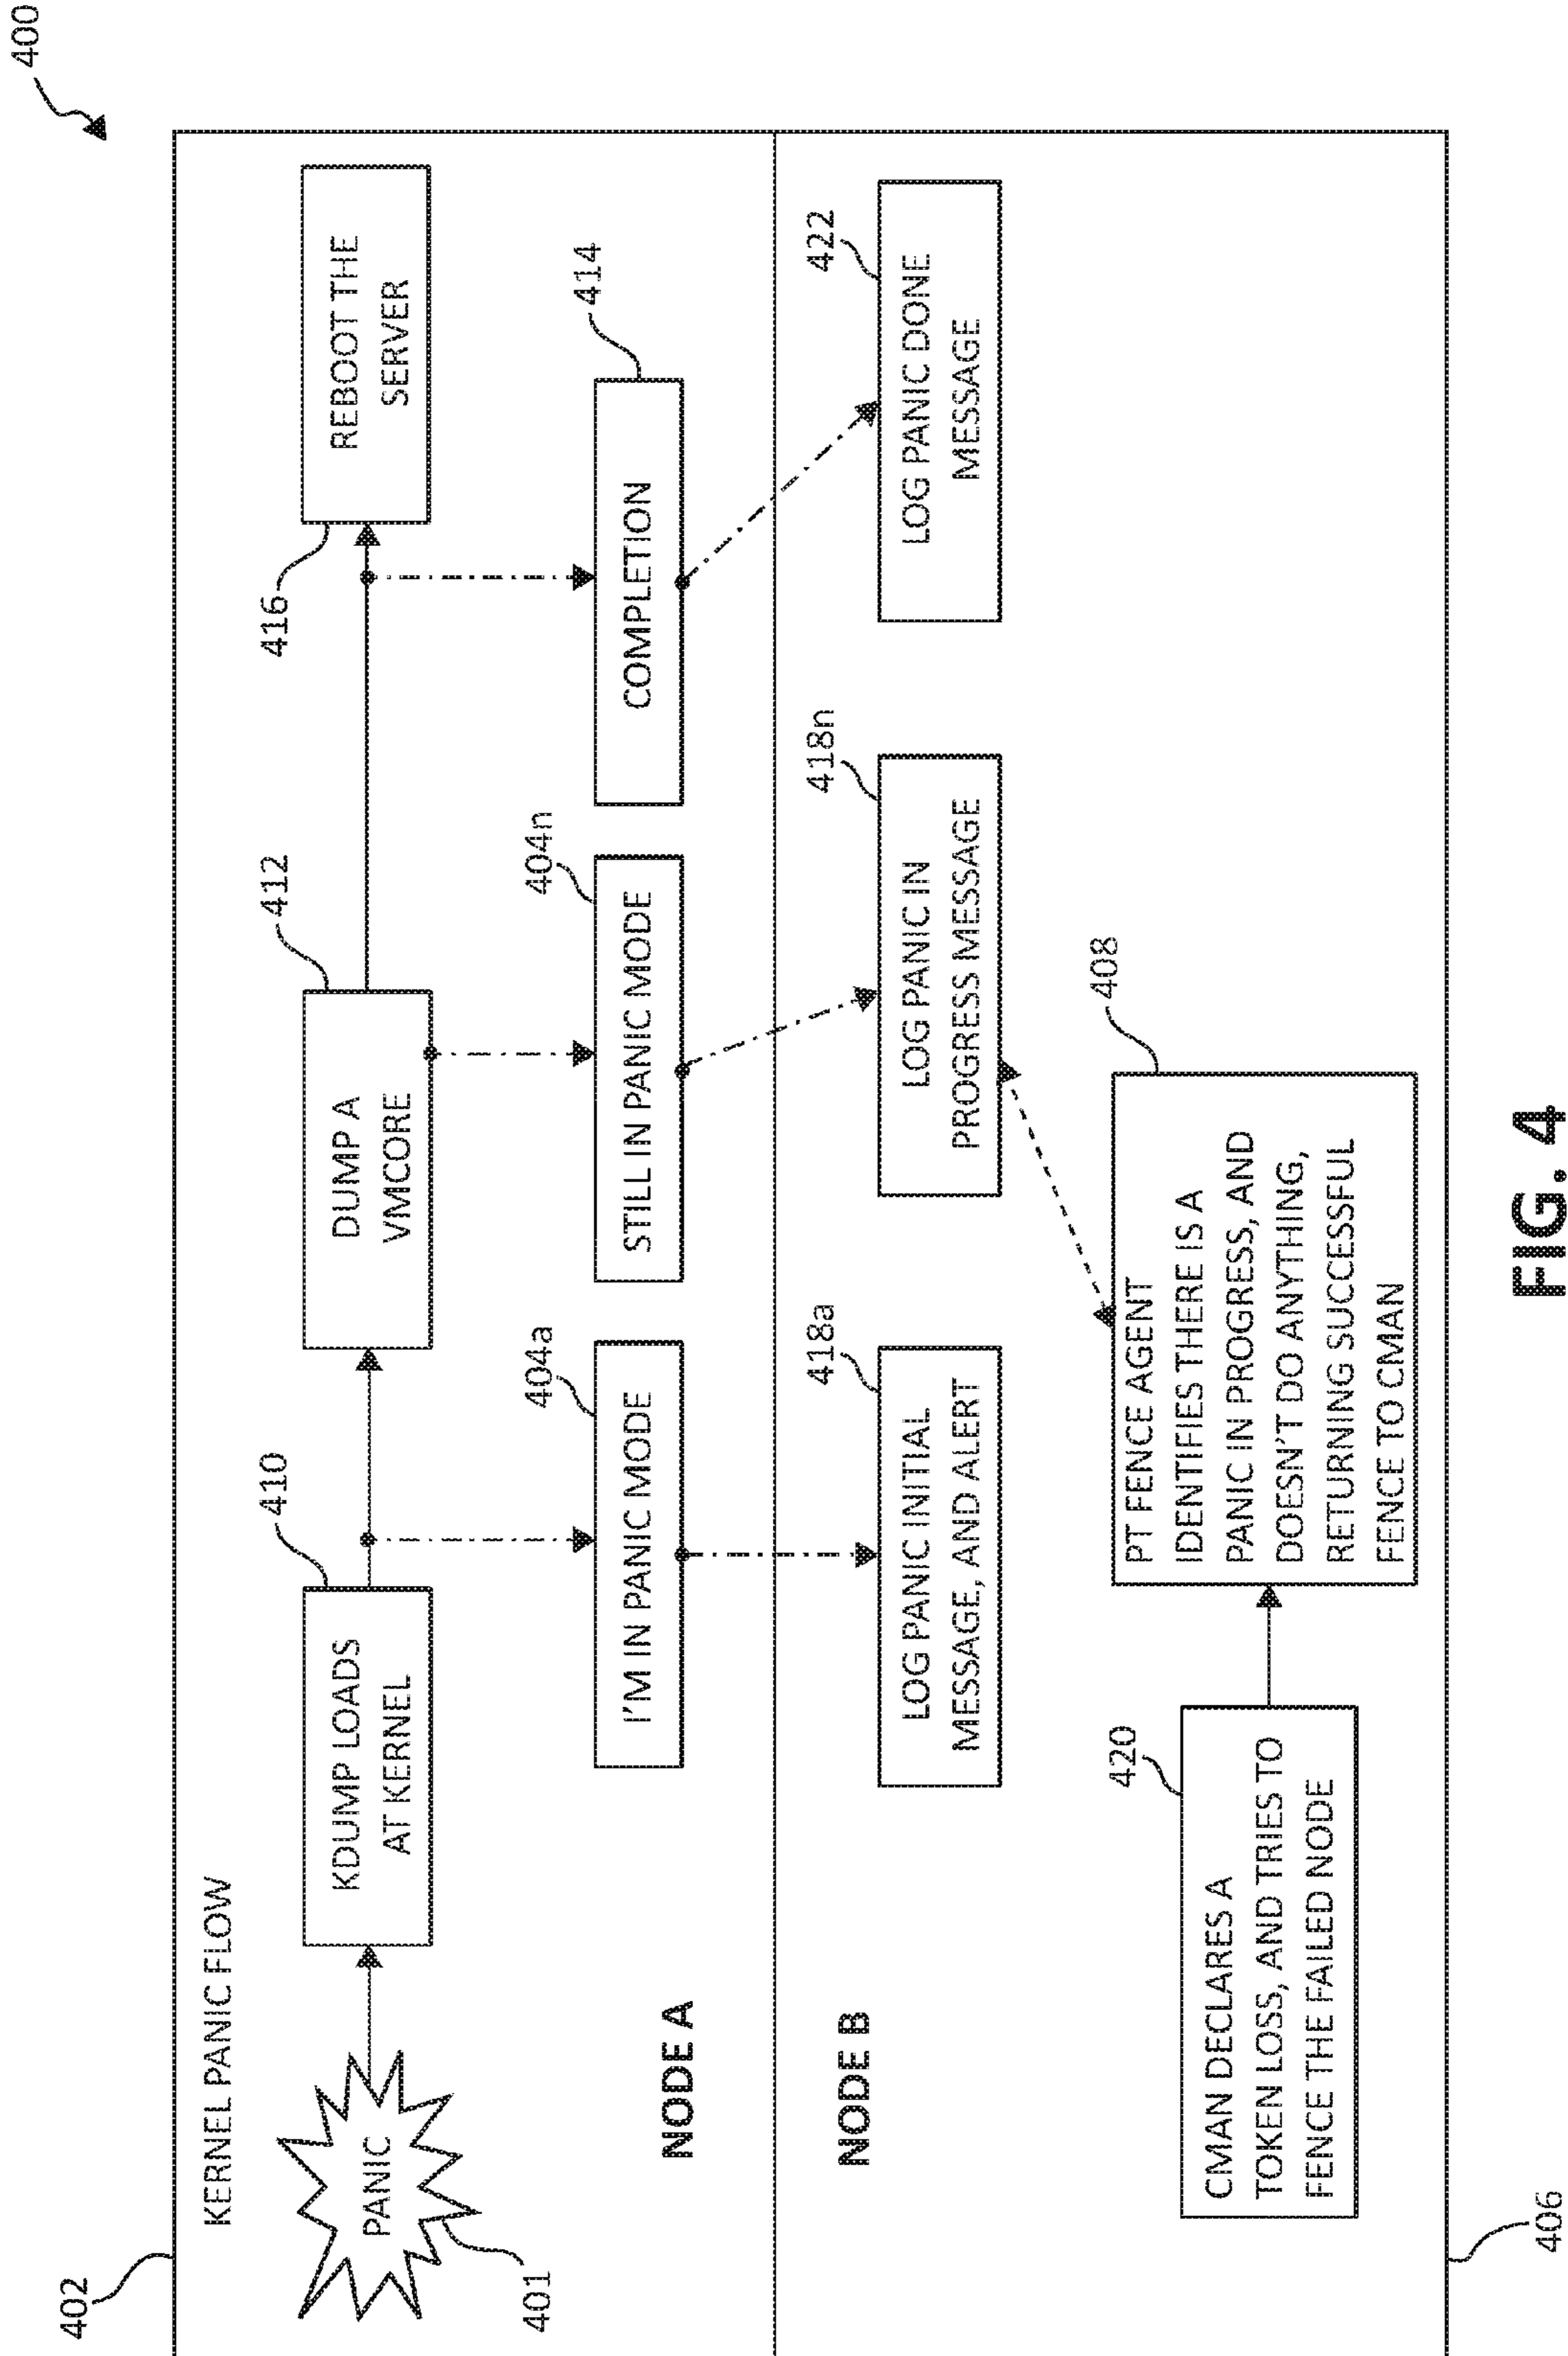 400
402
KERNEL PANIC FLOW
PANIC
401
410
KDUMP LOADS
AT KERNEL
412
DUMP A
VMCORE
416
REBOOT THE
SERVER
404a
I'M IN PANIC MODE
404n
STILL IN PANIC MODE
414
COMPLETION
NODE A
NODE B
418a
LOG PANIC INITIAL
MESSAGE, AND ALERT
418n
LOG PANIC IN
PROGRESS MESSAGE
422
LOG PANIC DONE
MESSAGE
420
CMAN DECLARES A
TOKEN LOSS, AND TRIES TO
FENCE THE FAILED NODE
408
PT FENCE AGENT
IDENTIFIES THERE IS A
PANIC IN PROGRESS, AND
DOESN'T DO ANYTHING,
RETURNING SUCCESSFUL
FENCE TO CMAN
406
FIG. 4